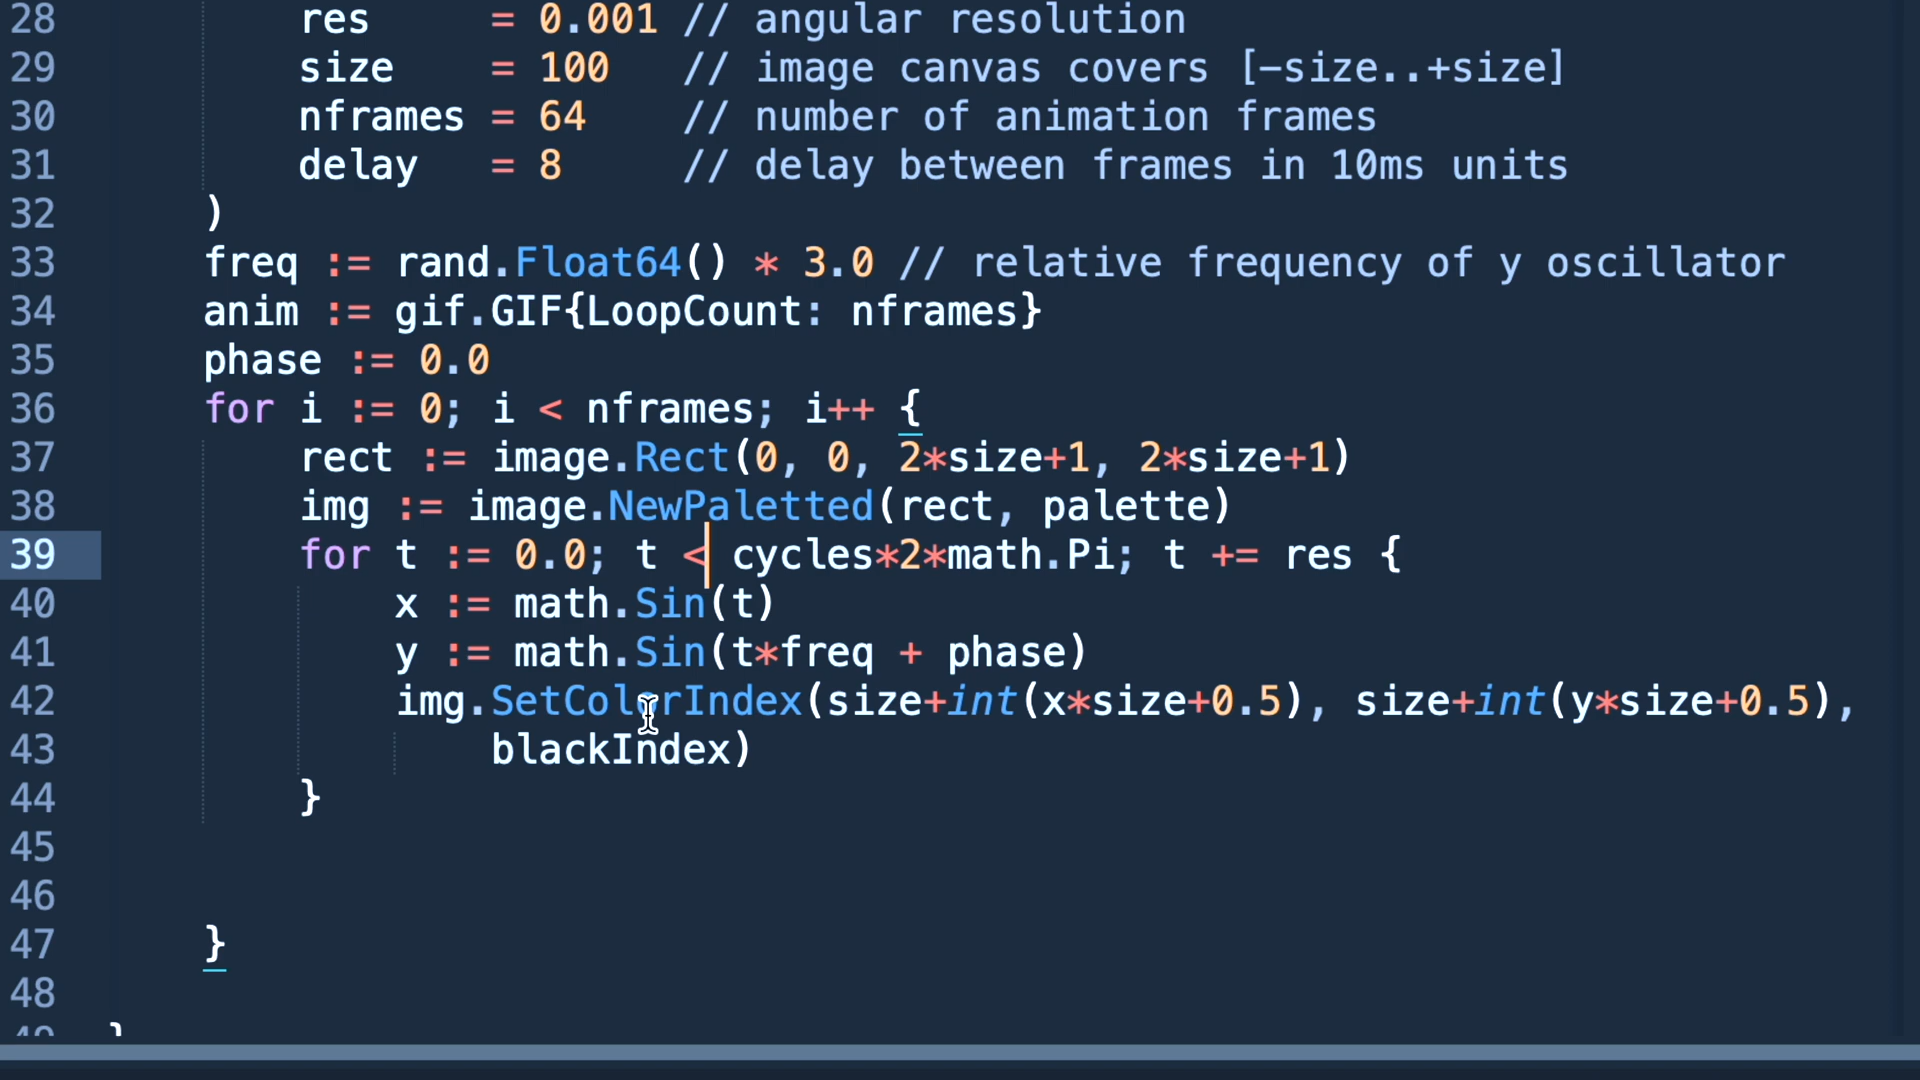 28 res = 0.001 // angular resolution
29 size = 100 // image canvas covers [-size..+size]
30 nframes = 64 // number of animation frames
31 delay = 8 // delay between frames in 10ms units
32 )
33 freq := rand.Float64() * 3.0 // relative frequency of y oscillator
34 anim := gif.GIF{LoopCount: nframes}
35 phase := 0.0
36 for i := 0; i < nframes; i++ {
37 rect := image.Rect(0, 0, 2*size+1, 2*size+1)
38 img := image.NewPaletted(rect, palette)
39 for t := 0.0; t < cycles*2*math.Pi; t += res {
40 x := math.Sin(t)
41 y := math.Sin(t*freq + phase)
42 img.SetColorIndex(size+int(x*size+0.5), size+int(y*size+0.5),
43 blackIndex)
44 }
45
46
47 }
48
49 }